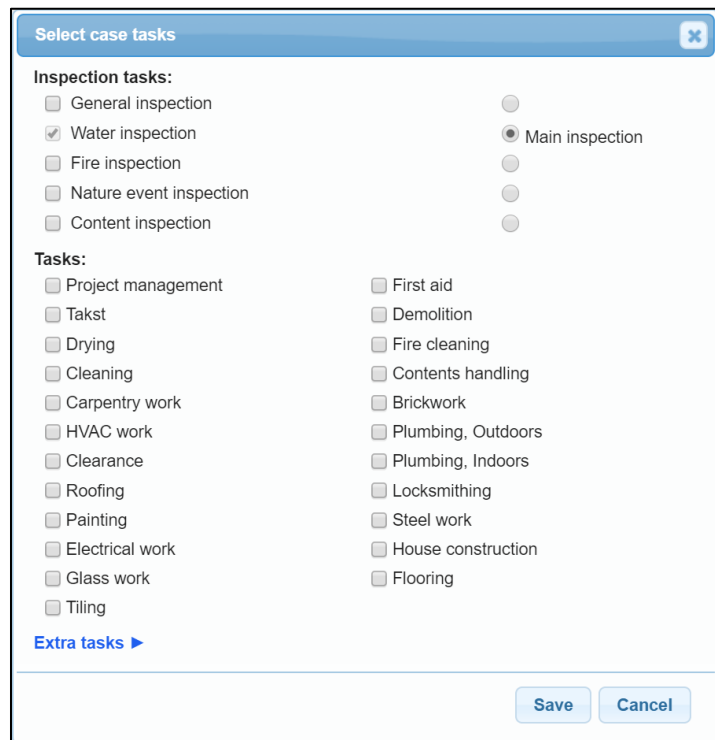 Select case tasks
Inspection tasks:
General inspection
Water inspection Main inspection
Fire inspection
Nature event inspection
Content inspection
Tasks:
Project management First aid
Takst Demolition
Drying Fire cleaning
Cleaning Contents handling
Carpentry work Brickwork
HVAC work Plumbing, Outdoors
Clearance Plumbing, Indoors
Roofing Locksmithing
Painting Steel work
Electrical work House construction
Glass work Flooring
Tiling
Extra tasks ►
Save Cancel